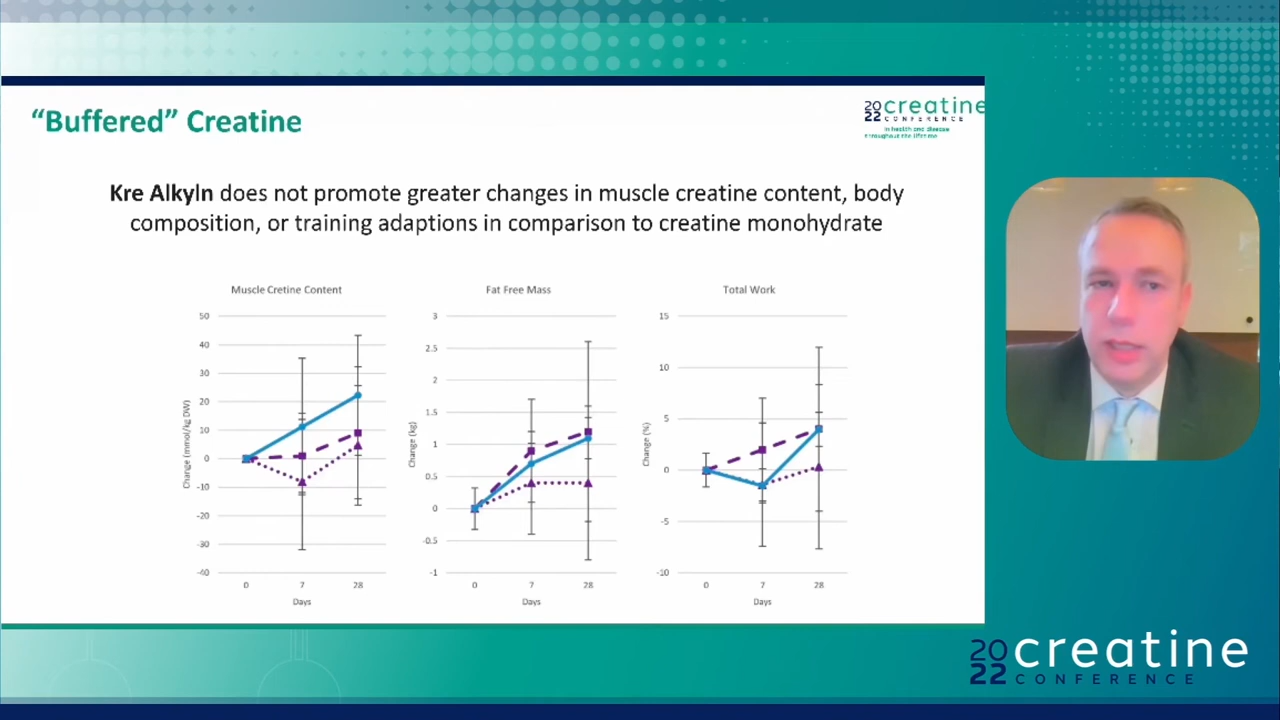 “Buffered” Creatine
2022 creatine
CONFERENCE
in health and disease
throughout the lifetime
Kre Alkyln does not promote greater changes in muscle creatine content, body
composition, or training adaptions in comparison to creatine monohydrate
Muscle Cretine Content
50
40
30
20
10
0
-10
-20
-30
-40
Change (mmol/kg DW)
0 7 28
Days
Fat Free Mass
3
2.5
2
1.5
1
0.5
0
-0.5
-1
Change (kg)
0 7 28
Days
Total Work
15
10
5
0
-5
-10
Change (%)
0 7 28
Days
2022 creatine
CONFERENCE